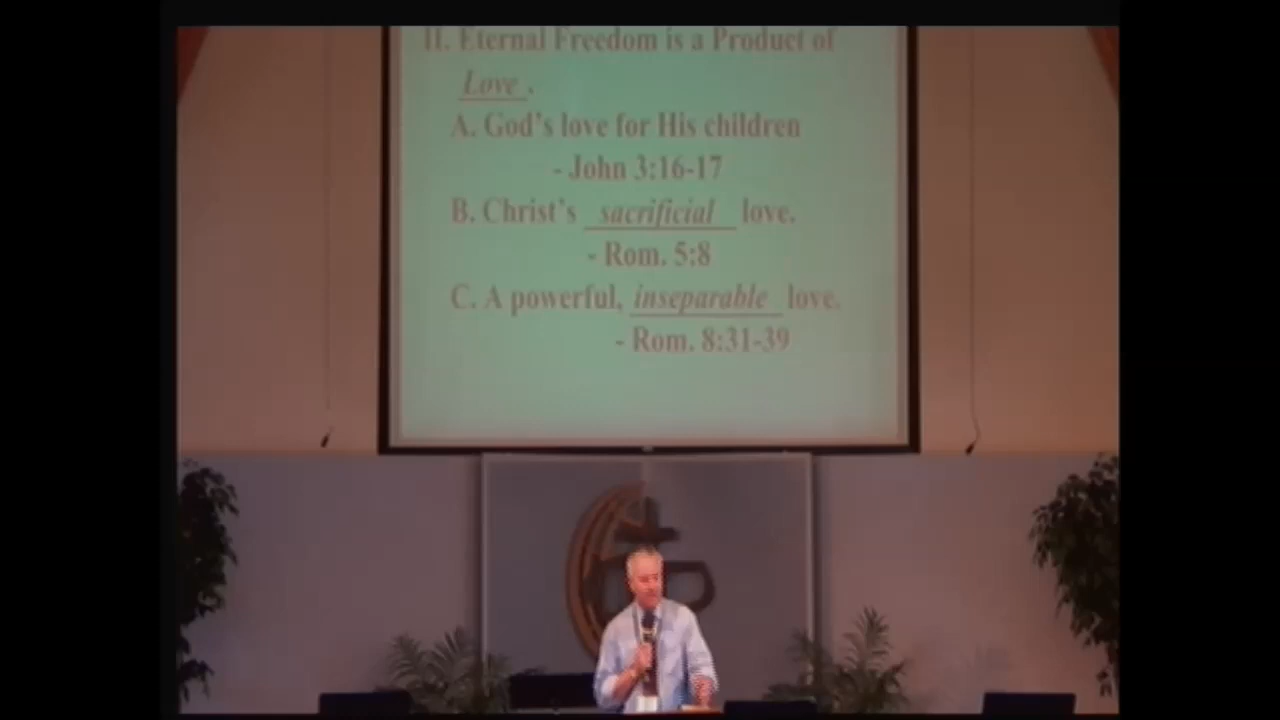 II. Eternal Freedom is a Product of
Love.
A. God's love for His children
- John 3:16-17
B. Christ's sacrificial love.
- Rom. 5:8
C. A powerful, inseparable love.
- Rom. 8:31-39